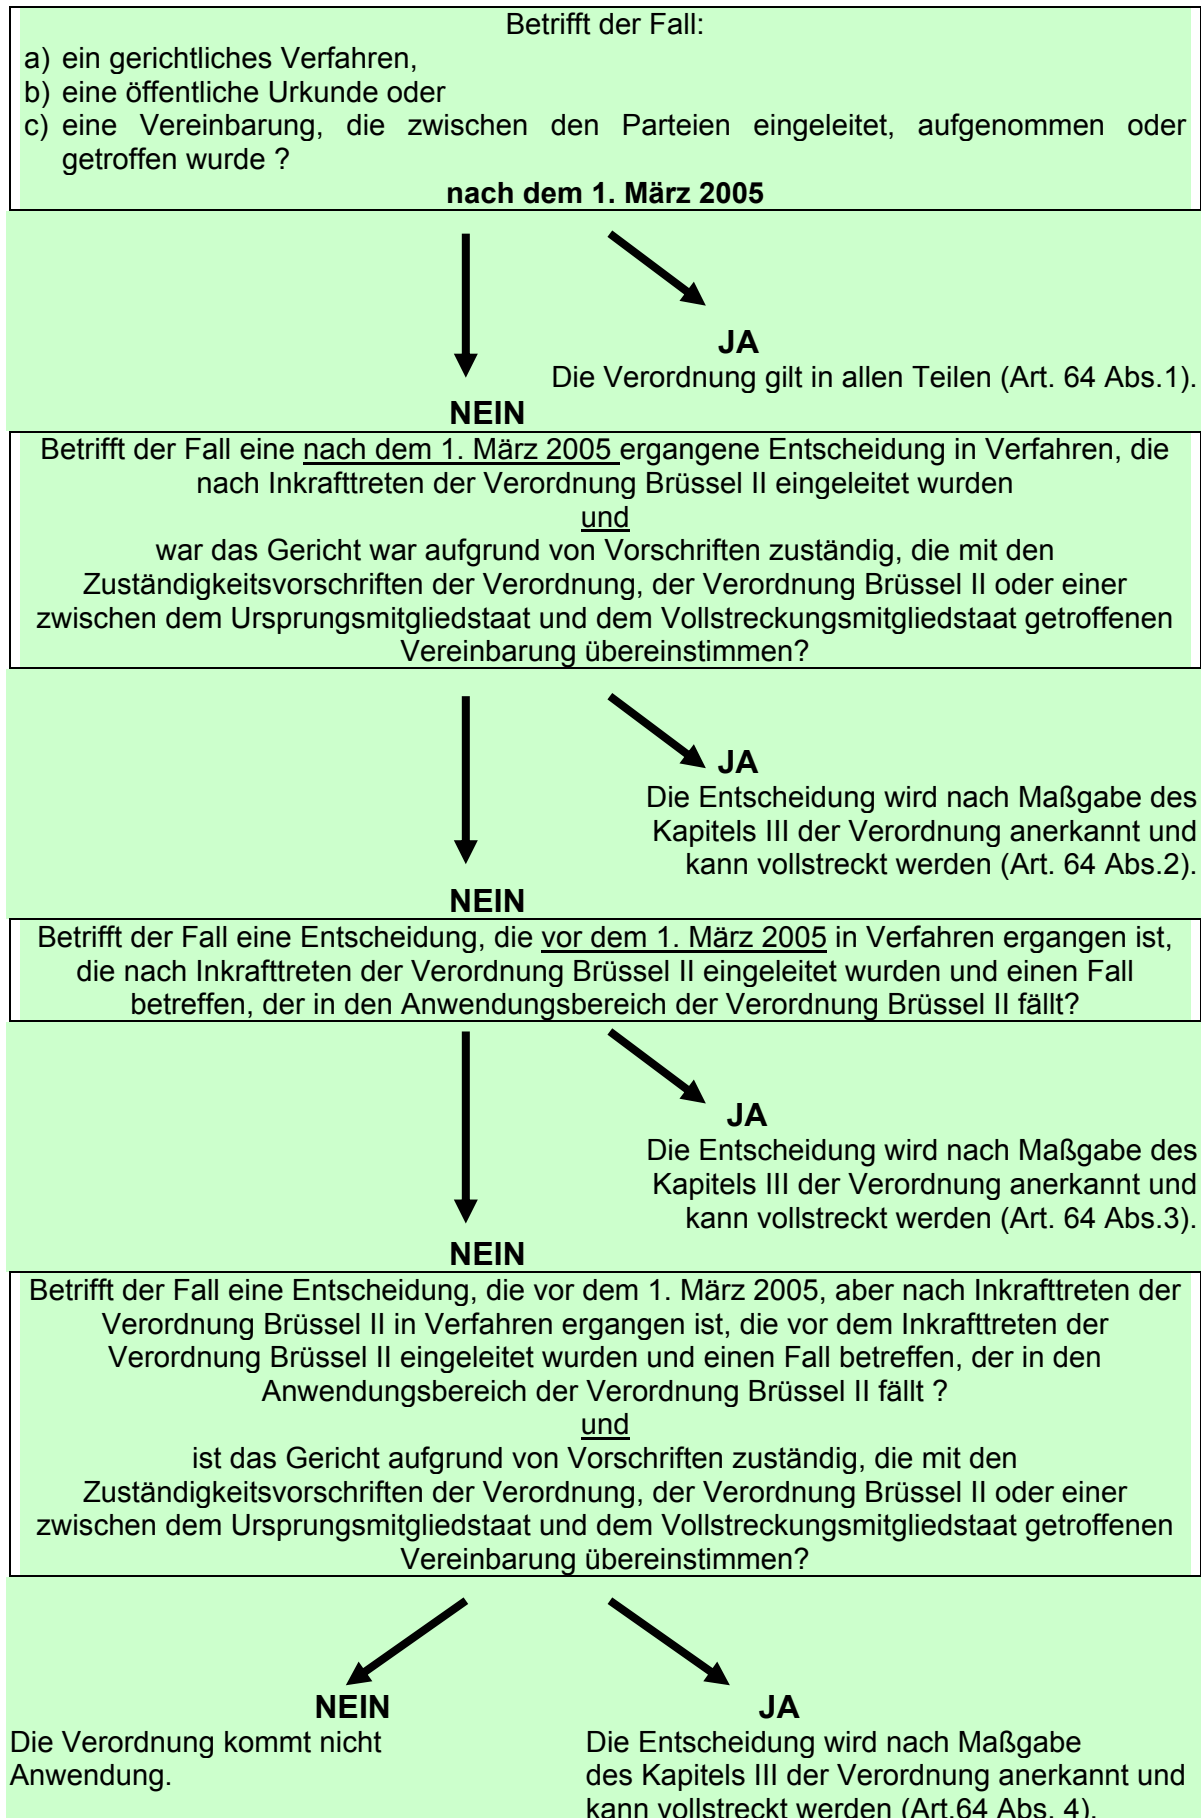 Betrifft der Fall:
a) ein gerichtliches Verfahren,
b) eine öffentliche Urkunde oder
c) eine Vereinbarung, die zwischen den Parteien eingeleitet, aufgenommen oder
getroffen wurde ?
nach dem 1. März 2005
JA
Die Verordnung gilt in allen Teilen (Art. 64 Abs.1).
NEIN
Betrifft der Fall eine nach dem 1. März 2005 ergangene Entscheidung in Verfahren, die
nach Inkrafttreten der Verordnung Brüssel II eingeleitet wurden
und
war das Gericht war aufgrund von Vorschriften zuständig, die mit den
Zuständigkeitsvorschriften der Verordnung, der Verordnung Brüssel II oder einer
zwischen dem Ursprungsmitgliedstaat und dem Vollstreckungsmitgliedstaat getroffenen
Vereinbarung übereinstimmen?
JA
Die Entscheidung wird nach Maßgabe des
Kapitels III der Verordnung anerkannt und
kann vollstreckt werden (Art. 64 Abs.2).
NEIN
Betrifft der Fall eine Entscheidung, die vor dem 1. März 2005 in Verfahren ergangen ist,
die nach Inkrafttreten der Verordnung Brüssel II eingeleitet wurden und einen Fall
betreffen, der in den Anwendungsbereich der Verordnung Brüssel II fällt?
JA
Die Entscheidung wird nach Maßgabe des
Kapitels III der Verordnung anerkannt und
kann vollstreckt werden (Art. 64 Abs.3).
NEIN
Betrifft der Fall eine Entscheidung, die vor dem 1. März 2005, aber nach Inkrafttreten der
Verordnung Brüssel II in Verfahren ergangen ist, die vor dem Inkrafttreten der
Verordnung Brüssel II eingeleitet wurden und einen Fall betreffen, der in den
Anwendungsbereich der Verordnung Brüssel II fällt ?
und
ist das Gericht aufgrund von Vorschriften zuständig, die mit den
Zuständigkeitsvorschriften der Verordnung, der Verordnung Brüssel II oder einer
zwischen dem Ursprungsmitgliedstaat und dem Vollstreckungsmitgliedstaat getroffenen
Vereinbarung übereinstimmen?
NEIN
Die Verordnung kommt nicht
Anwendung.
JA
Die Entscheidung wird nach Maßgabe
des Kapitels III der Verordnung anerkannt und
kann vollstreckt werden (Art.64 Abs. 4).